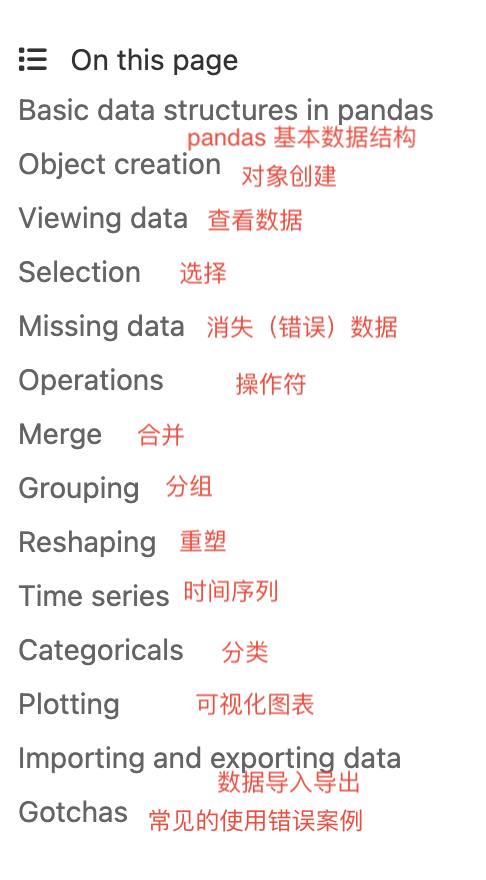 On this page
Basic data structures in pandas
pandas 基本数据结构
Object creation 对象创建
Viewing data 查看数据
Selection 选择
Missing data 消失（错误）数据
Operations 操作符
Merge 合并
Grouping 分组
Reshaping 重塑
Time series 时间序列
Categoricals 分类
Plotting 可视化图表
Importing and exporting data
数据导入导出
Gotchas 常见的使用错误案例